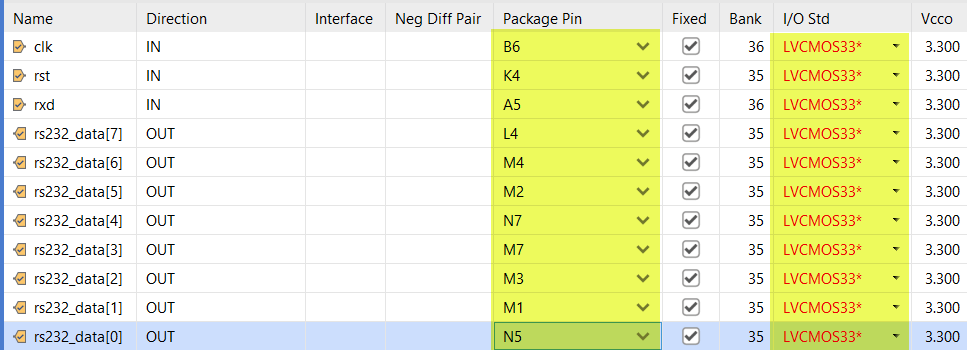 Name Direction Interface Neg Diff Pair Package Pin Fixed Bank I/O Std Vcco
clk IN B6 36 LVCMOS33* 3.300
rst IN K4 35 LVCMOS33* 3.300
rxd IN A5 36 LVCMOS33* 3.300
rs232_data[7] OUT L4 35 LVCMOS33* 3.300
rs232_data[6] OUT M4 35 LVCMOS33* 3.300
rs232_data[5] OUT M2 35 LVCMOS33* 3.300
rs232_data[4] OUT N7 35 LVCMOS33* 3.300
rs232_data[3] OUT M7 35 LVCMOS33* 3.300
rs232_data[2] OUT M3 35 LVCMOS33* 3.300
rs232_data[1] OUT M1 35 LVCMOS33* 3.300
rs232_data[0] OUT N5 35 LVCMOS33* 3.300